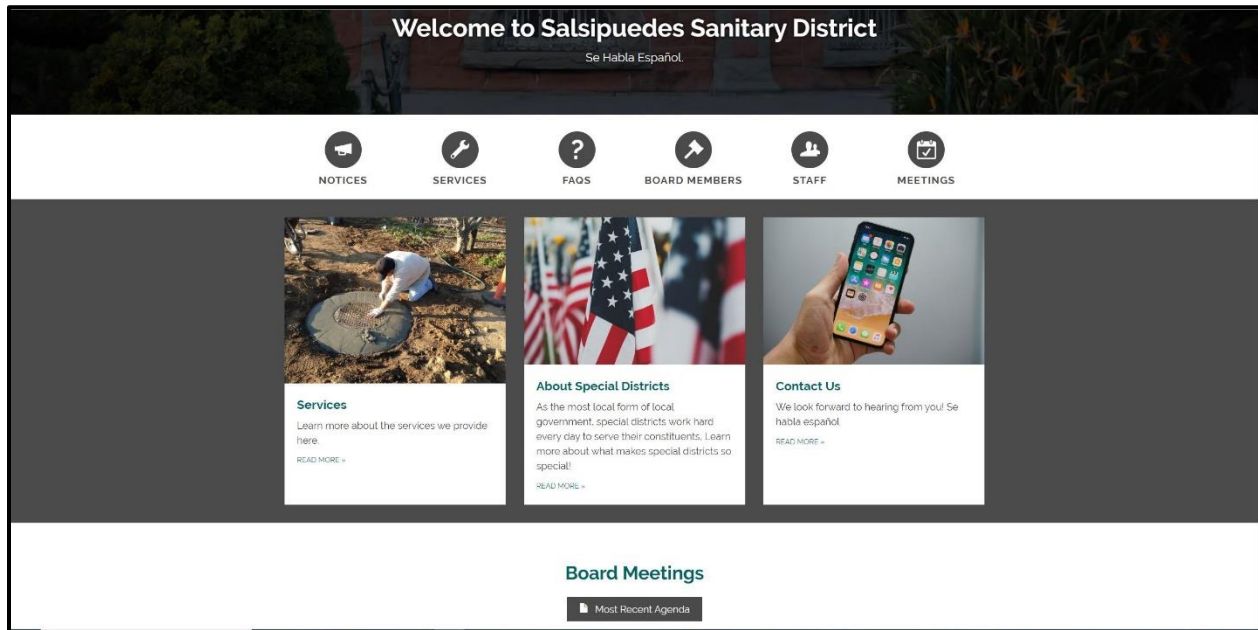 Welcome to Salsipuedes Sanitary District
Se Habla Español.
NOTICES
SERVICES
FAQS
BOARD MEMBERS
STAFF
MEETINGS
Services
Learn more about the services we provide
here.
READ MORE »
About Special Districts
As the most local form of local
government, special districts work hard
every day to serve their constituents. Learn
more about what makes special districts so
special!
READ MORE »
Contact Us
We look forward to hearing from you! Se
habla español
READ MORE »
Board Meetings
Most Recent Agenda